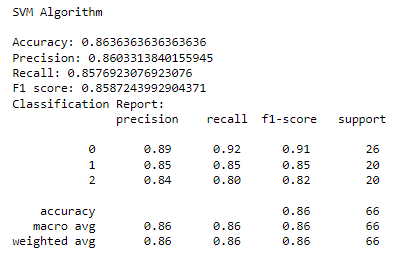 SVM Algorithm
Accuracy: 0.8636363636363636
Precision: 0.8603313840155945
Recall: 0.8576923076923076
F1 score: 0.8587243992904371
Classification Report:
precision recall f1-score support
0 0.89 0.92 0.91 26
1 0.85 0.85 0.85 20
2 0.84 0.80 0.82 20
accuracy 0.86 66
macro avg 0.86 0.86 0.86 66
weighted avg 0.86 0.86 0.86 66